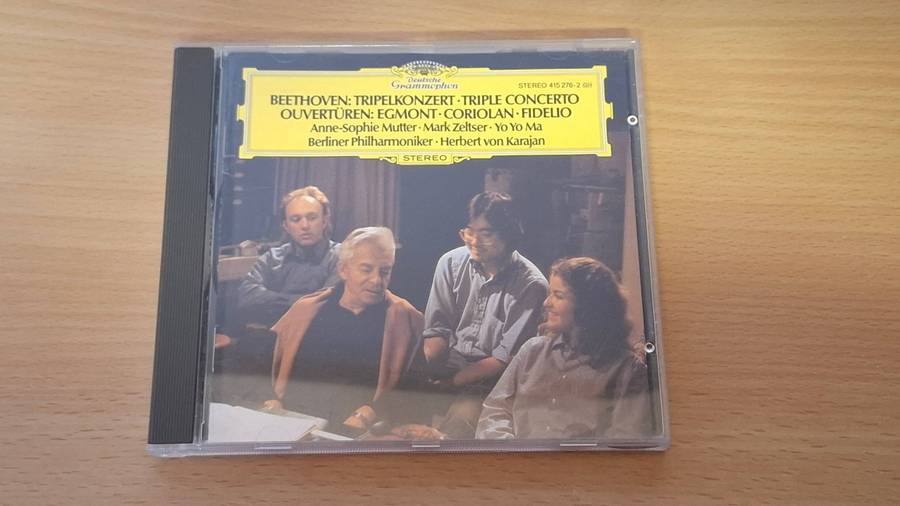 Deutsche
Grammophon
STEREO 415 276-2 GH
BEETHOVEN: TRIPELKONZERT · TRIPLE CONCERTO
OUVERTÜREN: EGMONT · CORIOLAN · FIDELIO
Anne-Sophie Mutter · Mark Zeltser · Yo Yo Ma
Berliner Philharmoniker · Herbert von Karajan
STEREO